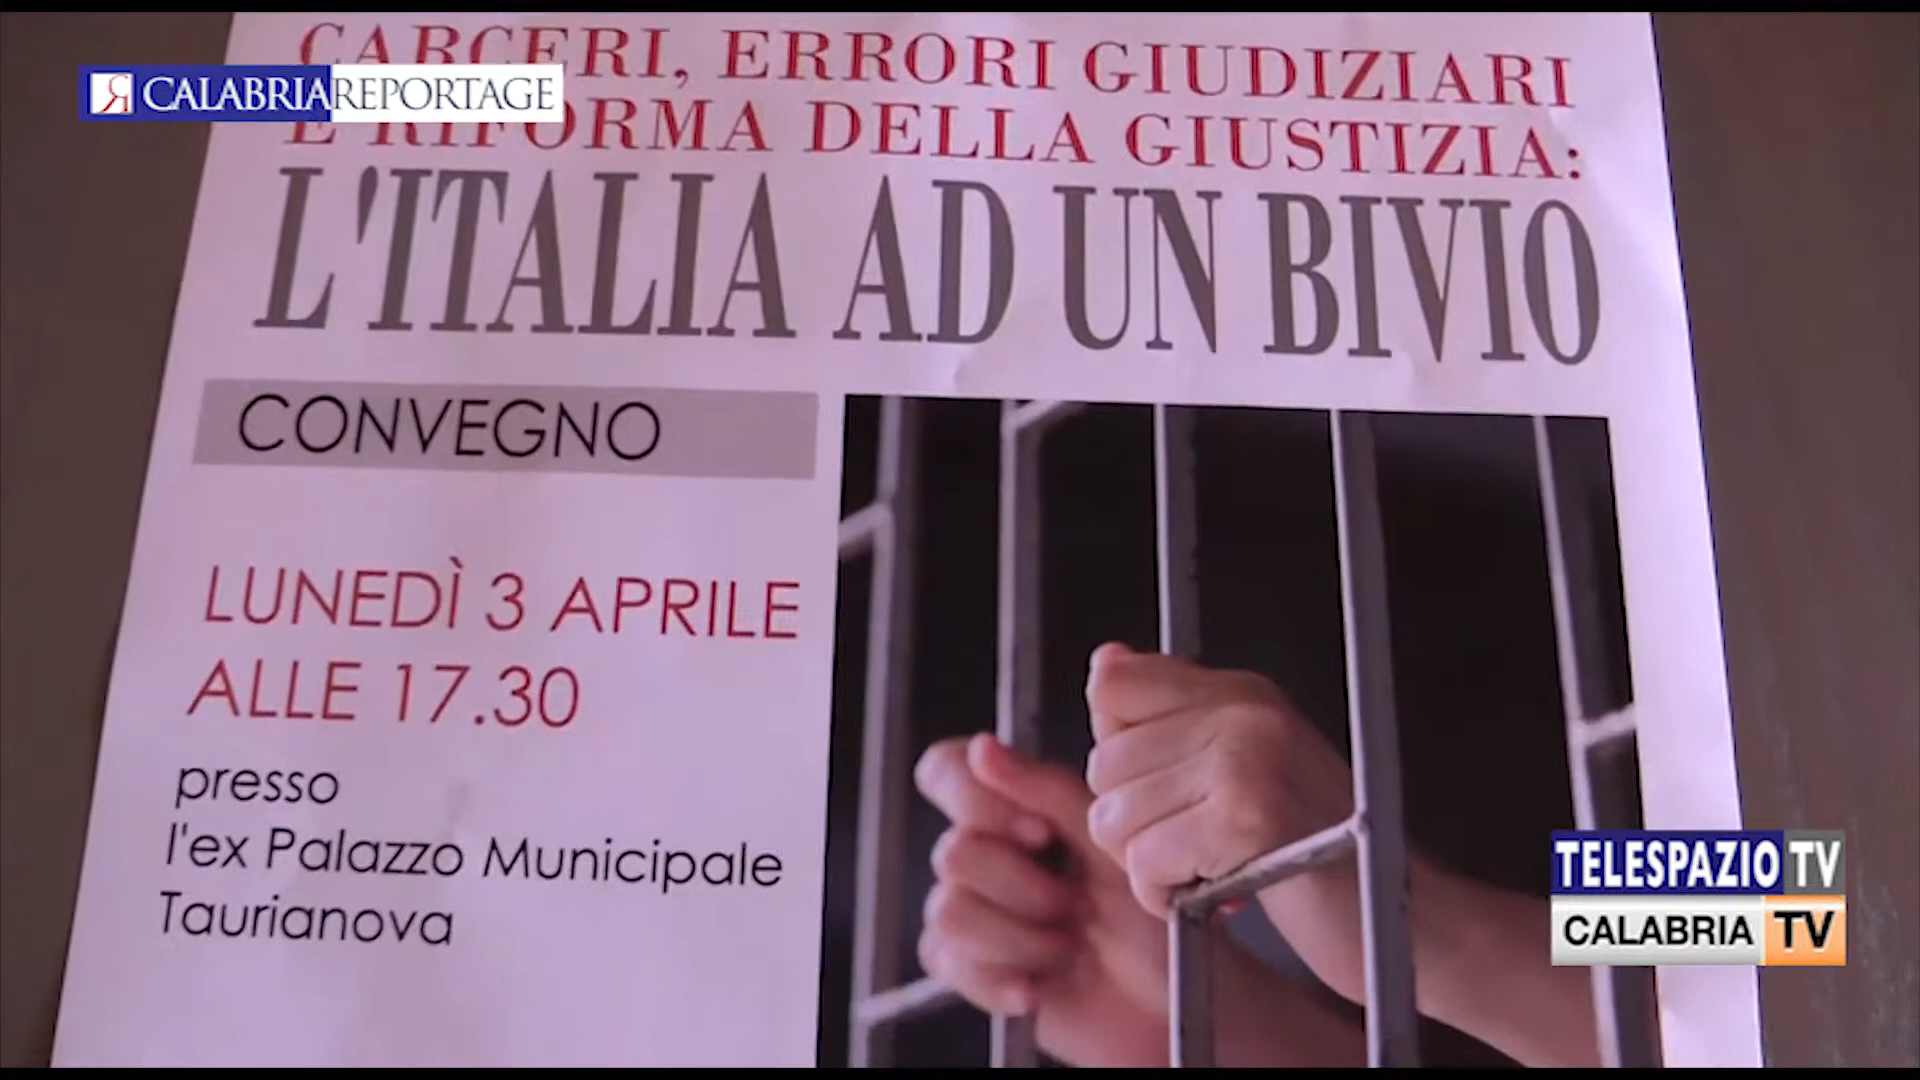 CARCERI, ERRORI GIUDIZIARI
E RIFORMA DELLA GIUSTIZIA:
L'ITALIA AD UN BIVIO
CALABRIAREPORTAGE
CONVEGNO
LUNEDÌ 3 APRILE
ALLE 17.30
presso
l'ex Palazzo Municipale
Taurianova
TELESPAZIO TV
CALABRIA TV